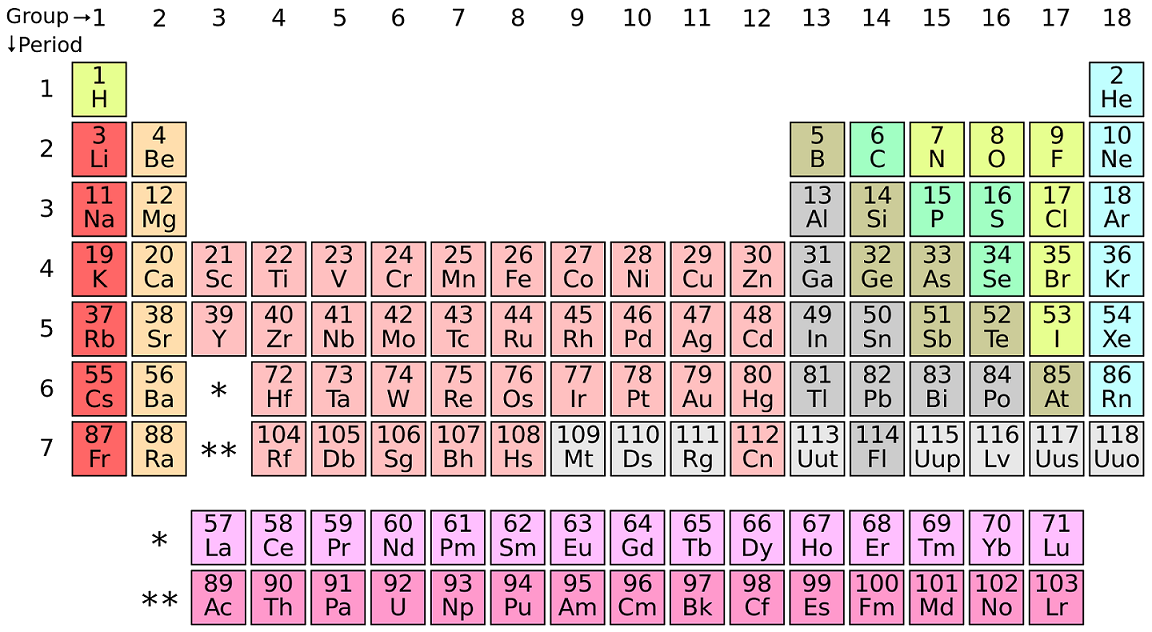 Group →1 2 3 4 5 6 7 8 9 10 11 12 13 14 15 16 17 18
↓Period
1 2
1 H He
3 4 5 6 7 8 9 10
2 Li Be B C N O F Ne
11 12 13 14 15 16 17 18
3 Na Mg Al Si P S Cl Ar
19 20 21 22 23 24 25 26 27 28 29 30 31 32 33 34 35 36
4 K Ca Sc Ti V Cr Mn Fe Co Ni Cu Zn Ga Ge As Se Br Kr
37 38 39 40 41 42 43 44 45 46 47 48 49 50 51 52 53 54
5 Rb Sr Y Zr Nb Mo Tc Ru Rh Pd Ag Cd In Sn Sb Te I Xe
55 56 72 73 74 75 76 77 78 79 80 81 82 83 84 85 86
6 Cs Ba * Hf Ta W Re Os Ir Pt Au Hg Tl Pb Bi Po At Rn
87 88 104 105 106 107 108 109 110 111 112 113 114 115 116 117 118
7 Fr Ra ** Rf Db Sg Bh Hs Mt Ds Rg Cn Uut Fl Uup Lv Uus Uuo
57 58 59 60 61 62 63 64 65 66 67 68 69 70 71
* La Ce Pr Nd Pm Sm Eu Gd Tb Dy Ho Er Tm Yb Lu
89 90 91 92 93 94 95 96 97 98 99 100 101 102 103
** Ac Th Pa U Np Pu Am Cm Bk Cf Es Fm Md No Lr